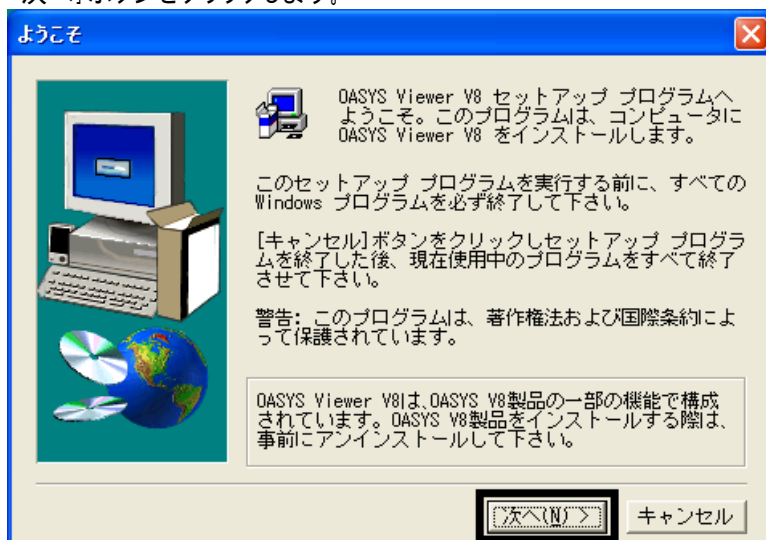 ようこそ
OASYS Viewer V8 セットアップ プログラムへ
ようこそ。このプログラムは、コンピュータに
OASYS Viewer V8 をインストールします。
このセットアップ プログラムを実行する前に、すべての
Windows プログラムを必ず終了して下さい。
[キャンセル]ボタンをクリックしセットアップ プログラ
ムを終了した後、現在使用中のプログラムをすべて終了
させて下さい。
警告: このプログラムは、著作権法および国際条約によ
って保護されています。
OASYS Viewer V8は、OASYS V8製品の一部の機能で構成
されています。OASYS V8製品をインストールする際は、
事前にアンインストールして下さい。
次へ(N) >
キャンセル